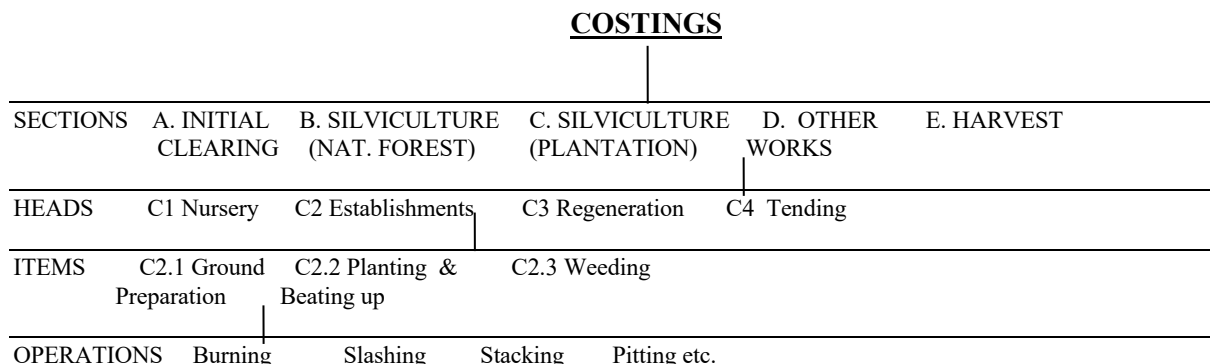 COSTINGS
SECTIONS A. INITIAL B. SILVICULTURE C. SILVICULTURE D. OTHER E. HARVEST
CLEARING (NAT. FOREST) (PLANTATION) WORKS
HEADS C1 Nursery C2 Establishments C3 Regeneration C4 Tending
ITEMS C2.1 Ground C2.2 Planting & C2.3 Weeding
Preparation Beating up
OPERATIONS Burning Slashing Stacking Pitting etc.